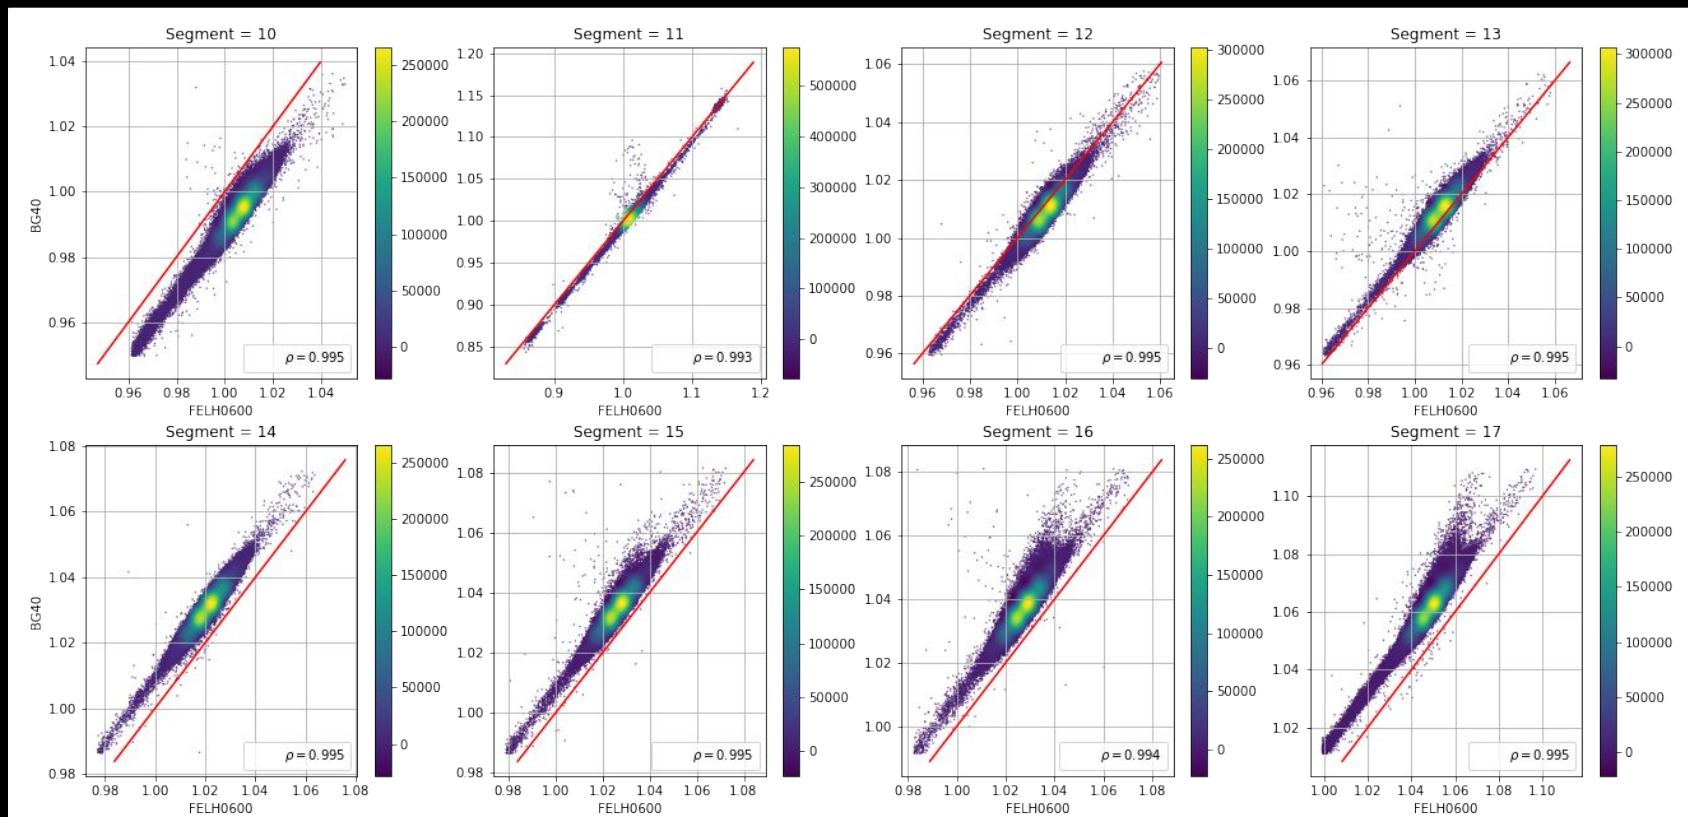 Segment = 10
Segment = 11
Segment = 12
Segment = 13
1.04
1.02
1.00
0.98
0.96
BG40
0.96 0.98 1.00 1.02 1.04
FELH0600
ρ = 0.995
250000
200000
150000
100000
50000
0
1.20
1.15
1.10
1.05
1.00
0.95
0.90
0.85
0.9 1.0 1.1 1.2
FELH0600
ρ = 0.993
500000
400000
300000
200000
100000
0
1.06
1.04
1.02
1.00
0.98
0.96
0.96 0.98 1.00 1.02 1.04 1.06
FELH0600
ρ = 0.995
300000
250000
200000
150000
100000
50000
0
1.06
1.04
1.02
1.00
0.98
0.96
0.96 0.98 1.00 1.02 1.04 1.06
FELH0600
ρ = 0.995
300000
250000
200000
150000
100000
50000
0
Segment = 14
Segment = 15
Segment = 16
Segment = 17
1.08
1.06
1.04
1.02
1.00
0.98
BG40
0.98 1.00 1.02 1.04 1.06 1.08
FELH0600
ρ = 0.995
250000
200000
150000
100000
50000
0
1.08
1.06
1.04
1.02
1.00
0.98
0.98 1.00 1.02 1.04 1.06 1.08
FELH0600
ρ = 0.995
250000
200000
150000
100000
50000
0
1.08
1.06
1.04
1.02
1.00
0.98 1.00 1.02 1.04 1.06 1.08
FELH0600
ρ = 0.994
250000
200000
150000
100000
50000
0
1.10
1.08
1.06
1.04
1.02
1.00 1.02 1.04 1.06 1.08 1.10
FELH0600
ρ = 0.995
250000
200000
150000
100000
50000
0